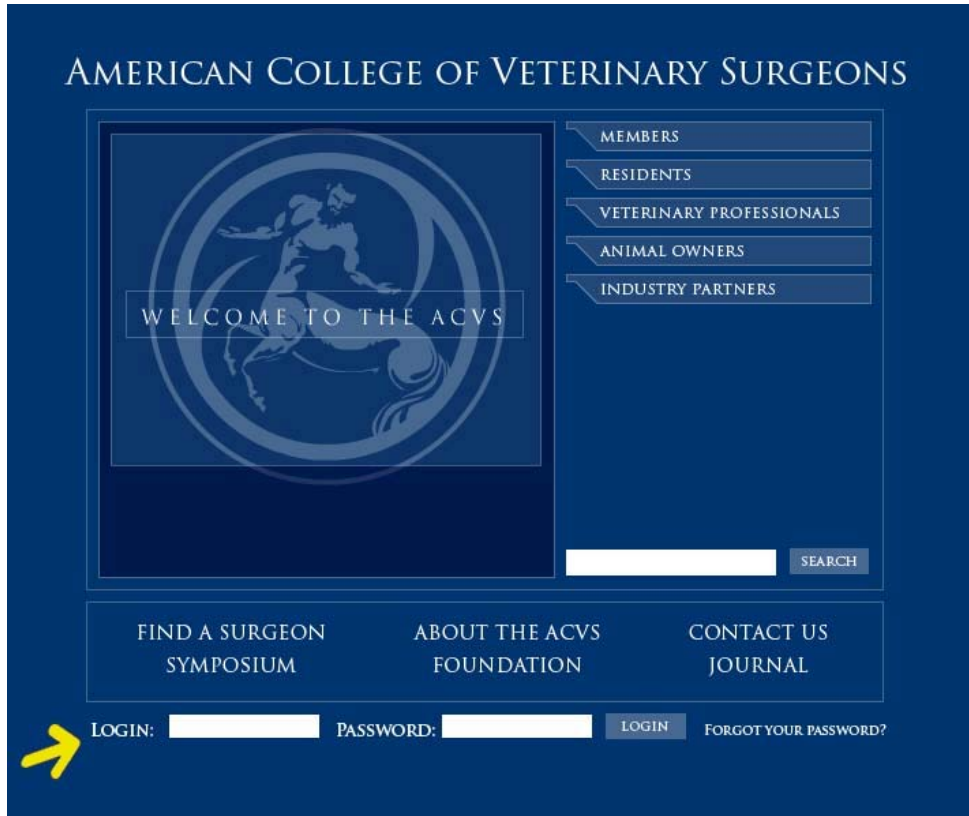 AMERICAN COLLEGE OF VETERINARY SURGEONS
WELCOME TO THE ACVS
MEMBERS
RESIDENTS
VETERINARY PROFESSIONALS
ANIMAL OWNERS
INDUSTRY PARTNERS
SEARCH
FIND A SURGEON ABOUT THE ACVS CONTACT US
SYMPOSIUM FOUNDATION JOURNAL
LOGIN: PASSWORD: LOGIN FORGOT YOUR PASSWORD?